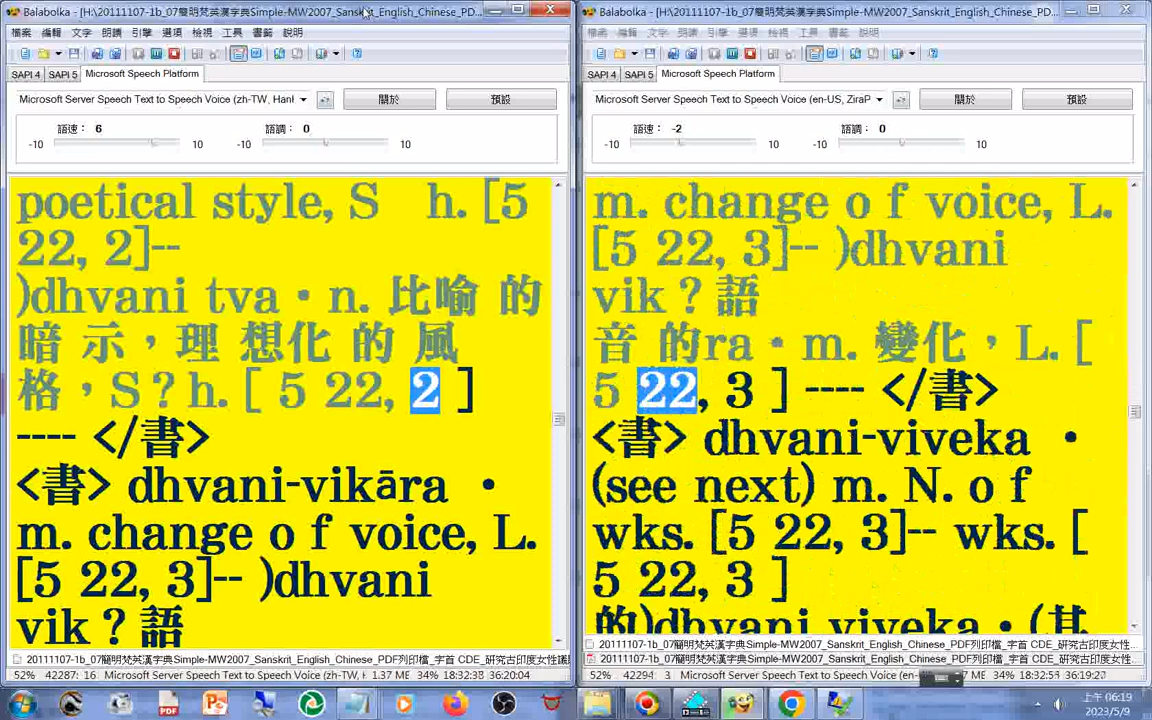 Balabolka - [H:\20111107-1b_07簡明梵英漢字典Simple-MW2007_Sanskrit_English_Chinese_PD...
檔案 編輯 文字 朗讀 引擎 選項 檢視 工具 書籤 說明
SAPI 4 SAPI 5 Microsoft Speech Platform
Microsoft Server Speech Text to Speech Voice (zh-TW, Hanl
關於 預設
語速： 6 語調： 0
-10 10 -10 10
poetical style, S h. [5
22, 2]--
)dhvani tva‧n. 比喻 的
暗 示，理 想化 的 風
格，S？h. [ 5 22, 2 ]
---- </書>
<書> dhvani-vikāra ‧
m. change o f voice, L.
[5 22, 3]-- )dhvani
vik？語
20111107-1b_07簡明梵英漢字典Simple-MW2007_Sanskrit_English_Chinese_PDF列印檔_字首 CDE_研究古印度女性議
52% 42287: 16 Microsoft Server Speech Text to Speech Voice (zh-TW, H 1.37 MB 34% 18:32:38 36:20:04
Balabolka - [H:\20111107-1b_07簡明梵英漢字典Simple-MW2007_Sanskrit_English_Chinese_PD...
檔案 編輯 文字 朗讀 引擎 選項 檢視 工具 書籤 說明
SAPI 4 SAPI 5 Microsoft Speech Platform
Microsoft Server Speech Text to Speech Voice (en-US, ZiraP
關於 預設
語速： -2 語調： 0
-10 10 -10 10
m. change o f voice, L.
[5 22, 3]-- )dhvani
vik？語
音 的ra‧m. 變化，L. [
5 22, 3 ] ---- </書>
<書> dhvani-viveka ‧
(see next) m. N. o f
wks. [5 22, 3]-- wks. [
5 22, 3 ]
的)dhvani viveka‧(其
20111107-1b_07簡明梵英漢字典Simple-MW2007_Sanskrit_English_Chinese_PDF列印檔_字首 CDE_研究古印度女性...
20111107-1b_07簡明梵英漢字典Simple-MW2007_Sanskrit_English_Chinese_PDF列印檔_字首 CDE_研究古印度女性...
52% 42294: 3 Microsoft Server Speech Text to Speech Voice (en-U MB 34% 18:32:59 36:19:20
上午 06:19
2023/5/9